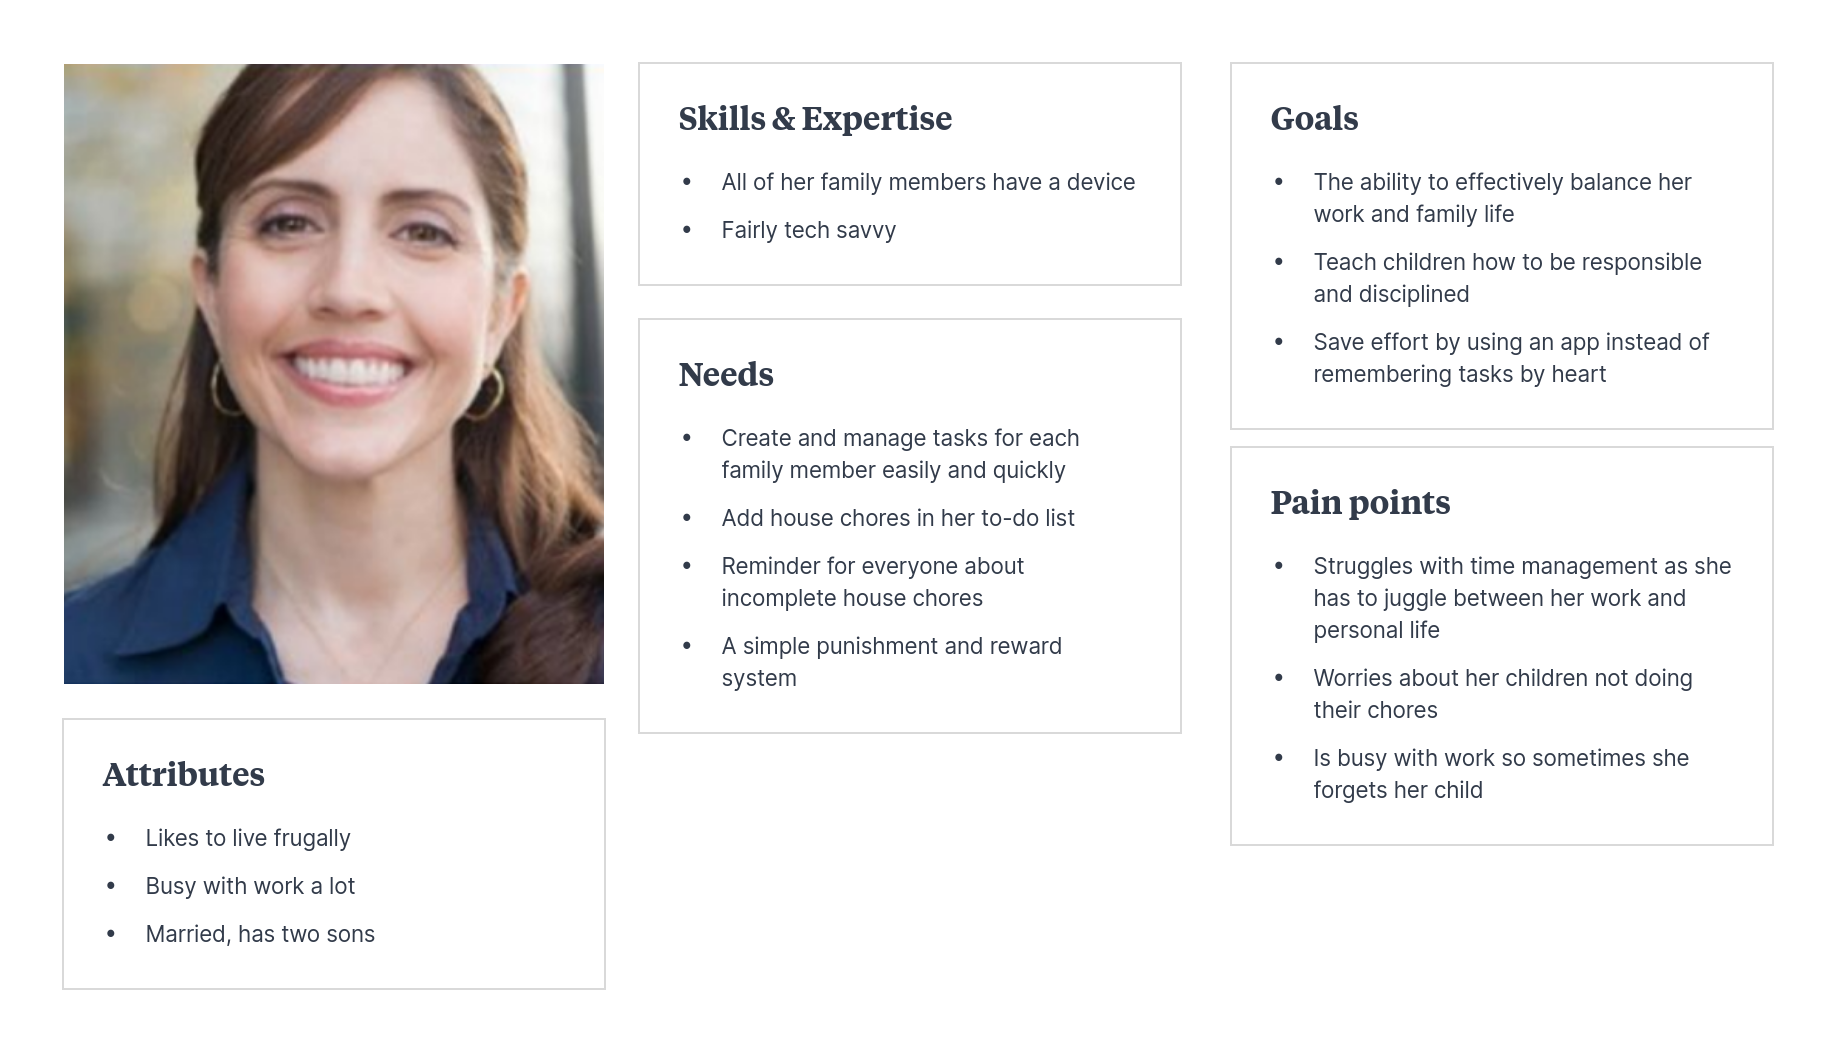 Skills & Expertise
• All of her family members have a device
• Fairly tech savvy
Needs
• Create and manage tasks for each
family member easily and quickly
• Add house chores in her to-do list
• Reminder for everyone about
incomplete house chores
• A simple punishment and reward
system
Goals
• The ability to effectively balance her
work and family life
• Teach children how to be responsible
and disciplined
• Save effort by using an app instead of
remembering tasks by heart
Pain points
• Struggles with time management as she
has to juggle between her work and
personal life
• Worries about her children not doing
their chores
• Is busy with work so sometimes she
forgets her child
Attributes
• Likes to live frugally
• Busy with work a lot
• Married, has two sons